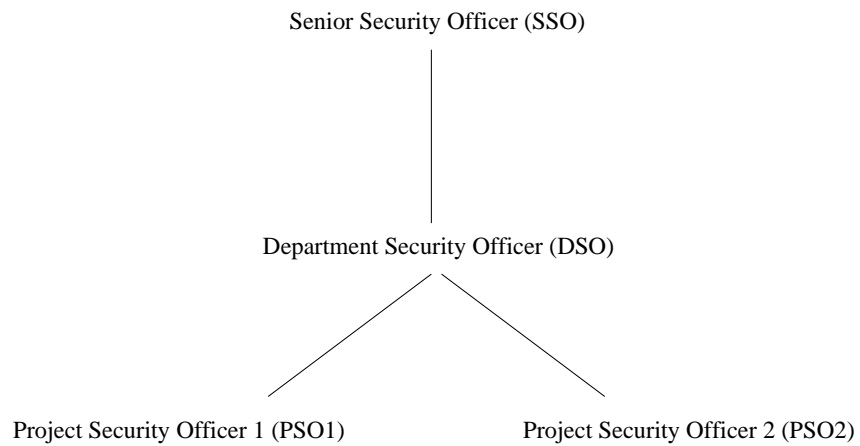 Senior Security Officer (SSO)
Department Security Officer (DSO)
Project Security Officer 1 (PSO1)
Project Security Officer 2 (PSO2)